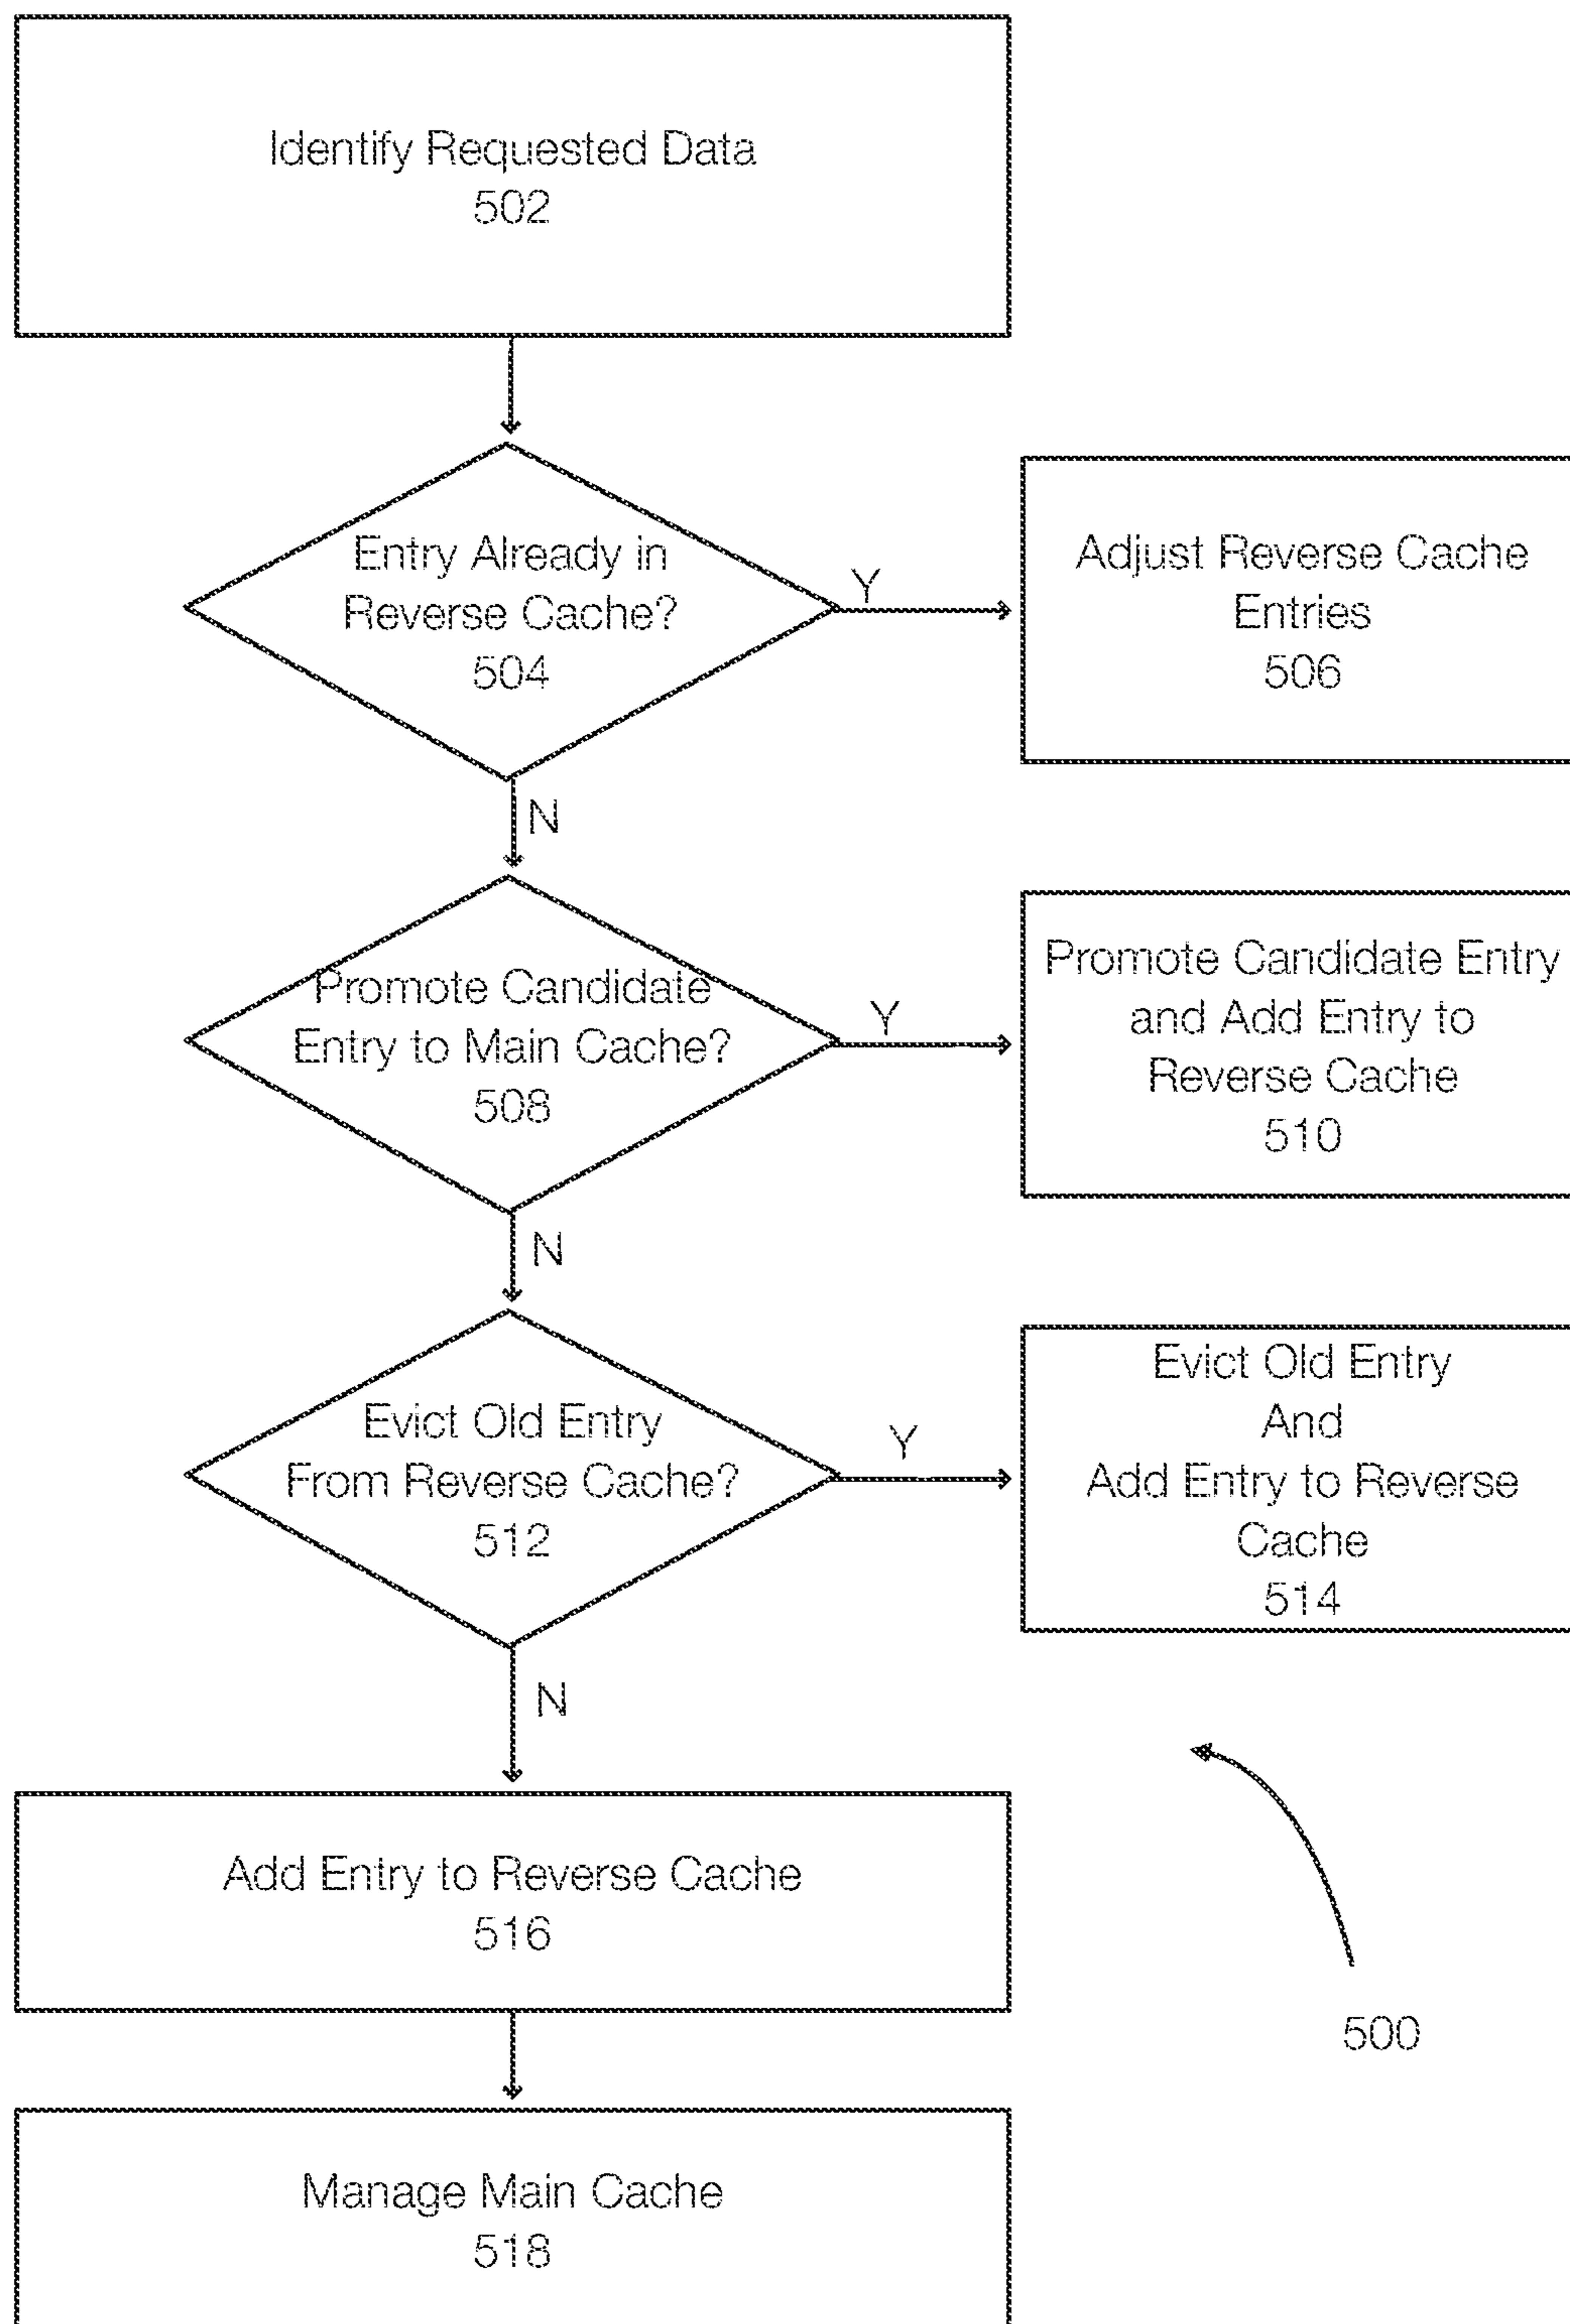 Identify Requested Data
502
Entry Already in
Reverse Cache?
504
Y
Adjust Reverse Cache
Entries
506
N
Promote Candidate
Entry to Main Cache?
508
Y
Promote Candidate Entry
and Add Entry to
Reverse Cache
510
N
Evict Old Entry
From Reverse Cache?
512
Y
Evict Old Entry
And
Add Entry to Reverse
Cache
514
N
Add Entry to Reverse Cache
516
500
Manage Main Cache
518